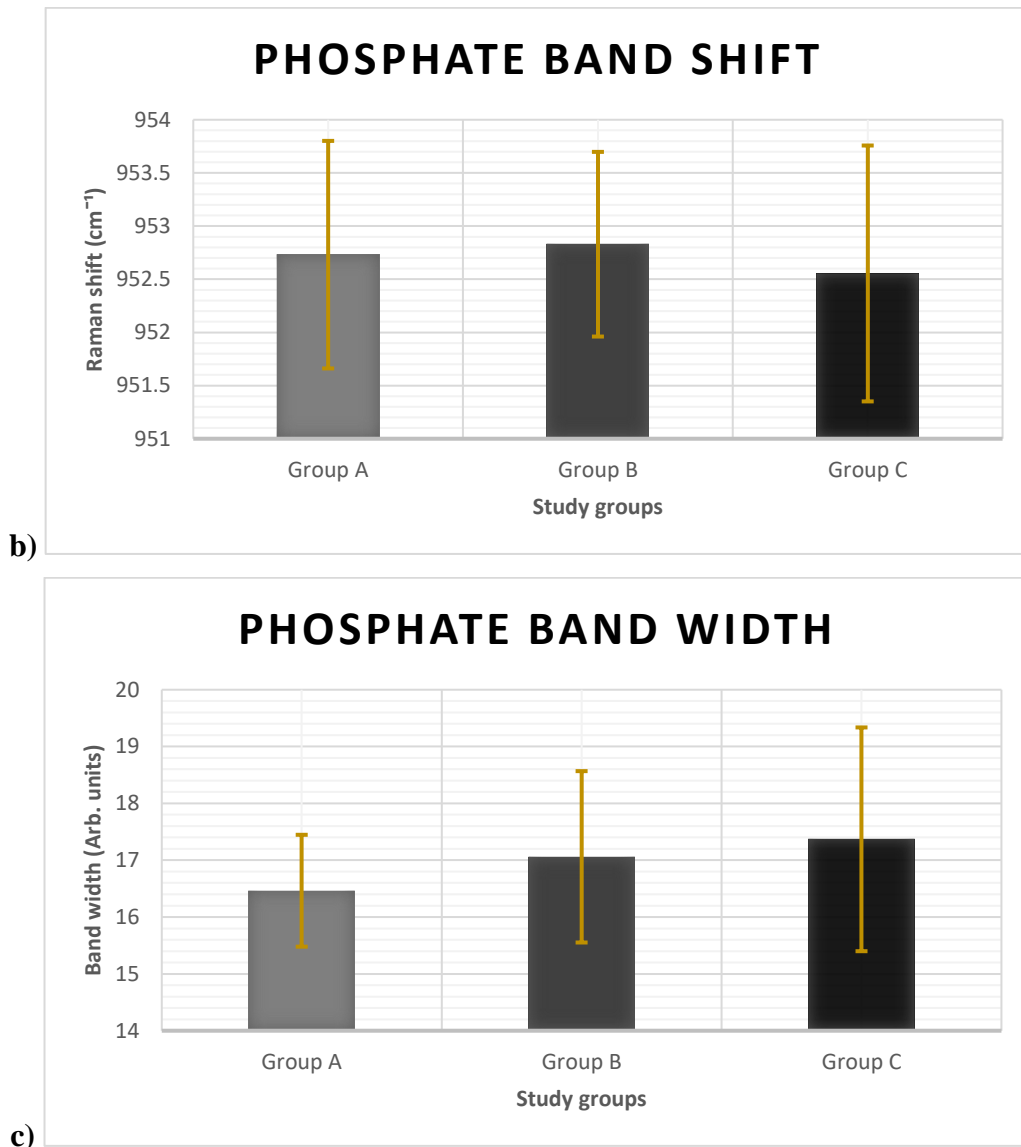 PHOSPHATE BAND SHIFT
954
953.5
953
952.5
952
951.5
951
Raman shift (cm⁻¹)
Group A
Group B
Group C
Study groups
b)
PHOSPHATE BAND WIDTH
20
19
18
17
16
15
14
Band width (Arb. units)
Group A
Group B
Group C
Study groups
c)